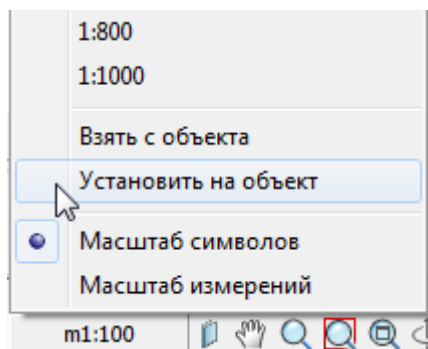 1:800
1:1000
Взять с объекта
Установить на объект
Масштаб символов
Масштаб измерений
m1:100